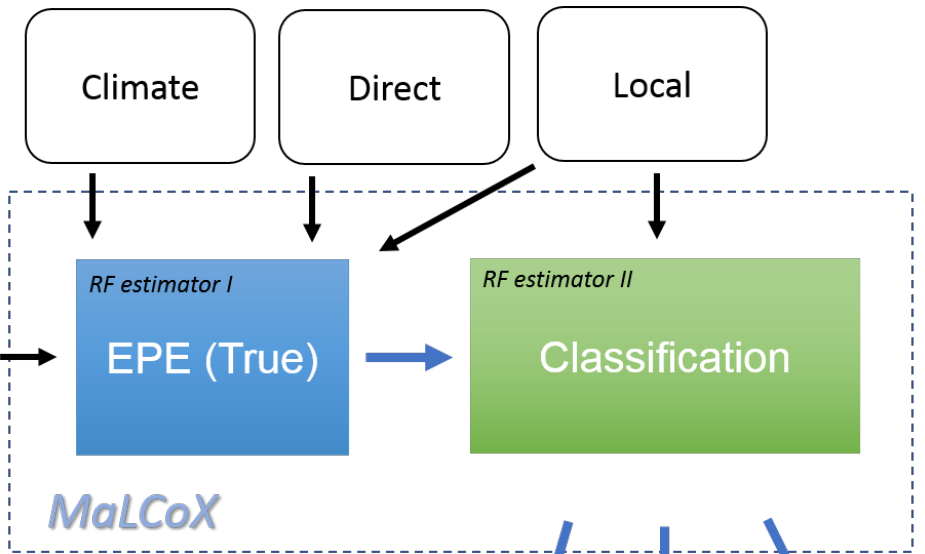 Climate
Direct
Local
RF estimator I
EPE (True)
RF estimator II
Classification
MaLCoX